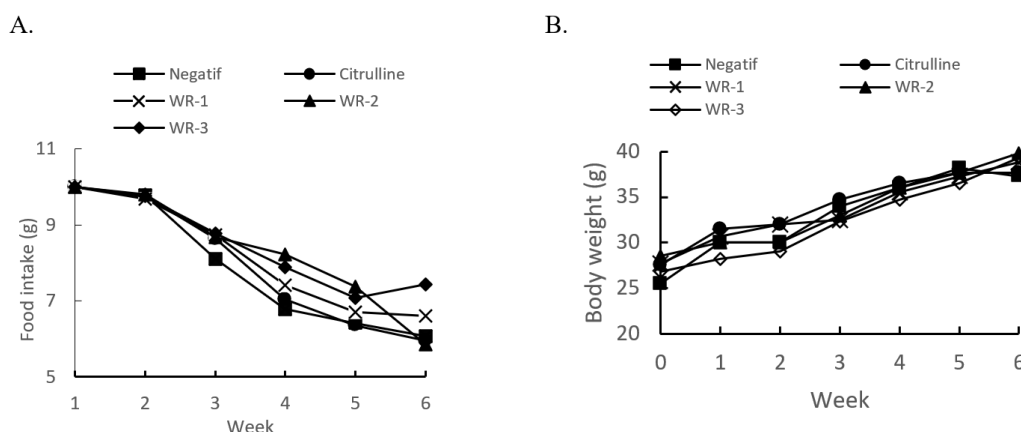 A.
Negatif Citrulline
WR-1 WR-2
WR-3
11
9
7
5
Food intake (g)
1 2 3 4 5 6
Week
B.
Negatif Citrulline
WR-1 WR-2
WR-3
40
35
30
25
20
Body weight (g)
0 1 2 3 4 5 6
Week